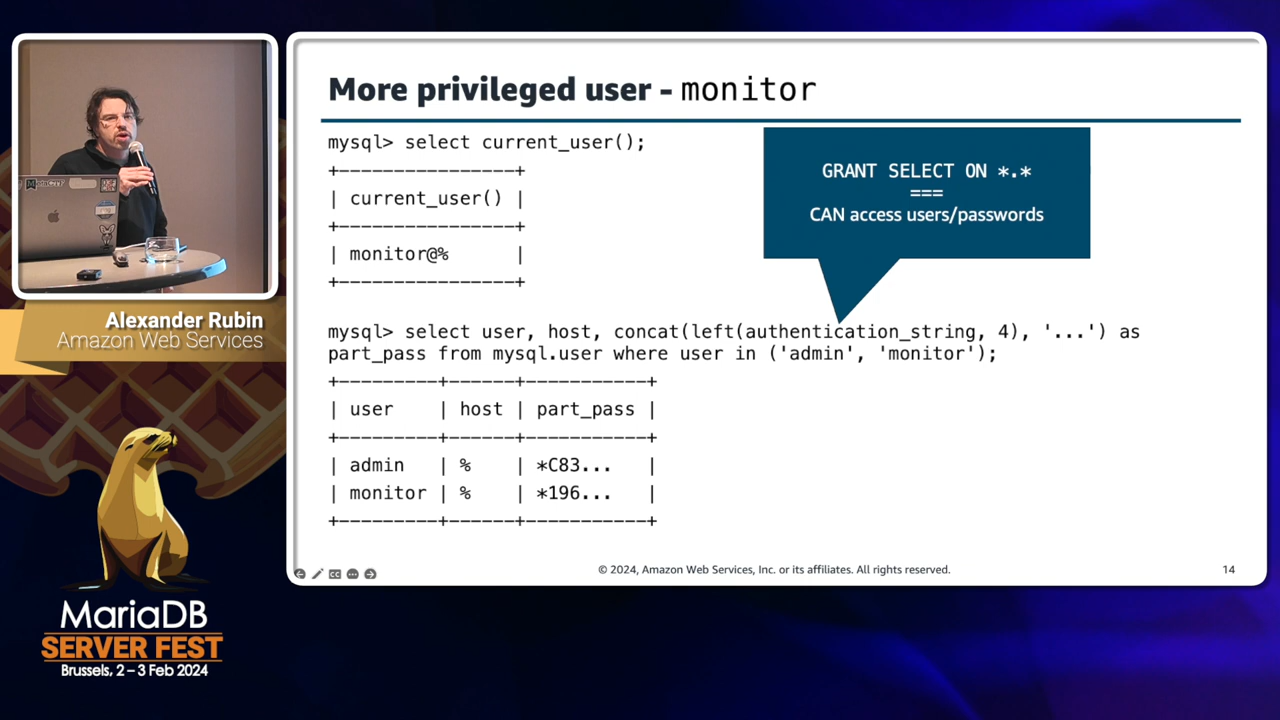 More privileged user - monitor
mysql> select current_user();
+----------------+
| current_user() |
+----------------+
| monitor@%      |
+----------------+
GRANT SELECT ON *.*
===
CAN access users/passwords
mysql> select user, host, concat(left(authentication_string, 4), '...') as
part_pass from mysql.user where user in ('admin', 'monitor');
+---------+------+-----------+
| user    | host | part_pass |
+---------+------+-----------+
| admin   | %    | *C83...   |
| monitor | %    | *196...   |
+---------+------+-----------+
© 2024, Amazon Web Services, Inc. or its affiliates. All rights reserved.
14
CC
Alexander Rubin
Amazon Web Services
MariaDB
SERVER FEST
Brussels, 2 – 3 Feb 2024